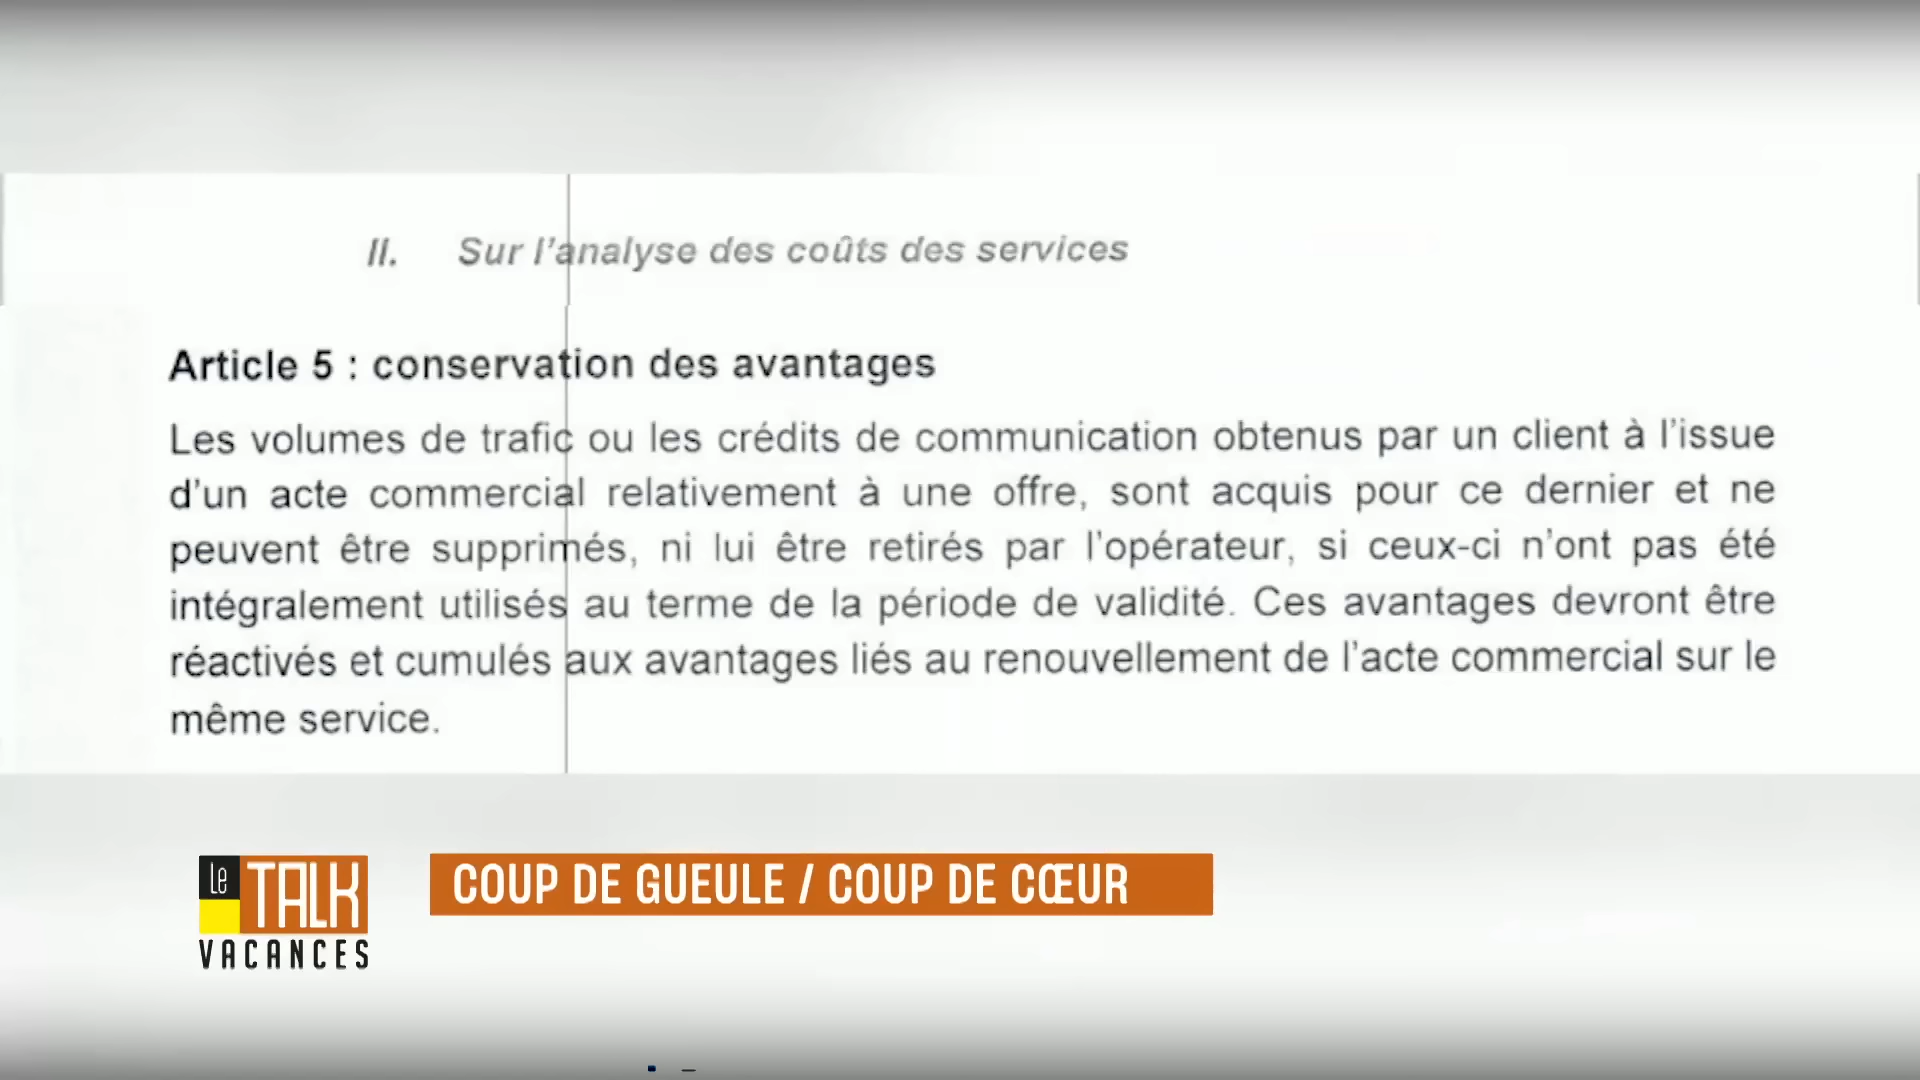 II. Sur l'analyse des coûts des services
Article 5 : conservation des avantages
Les volumes de trafic ou les crédits de communication obtenus par un client à l'issue
d'un acte commercial relativement à une offre, sont acquis pour ce dernier et ne
peuvent être supprimés, ni lui être retirés par l'opérateur, si ceux-ci n'ont pas été
intégralement utilisés au terme de la période de validité. Ces avantages devront être
réactivés et cumulés aux avantages liés au renouvellement de l'acte commercial sur le
même service.
Le TALK
VACANCES
COUP DE GUEULE / COUP DE CŒUR